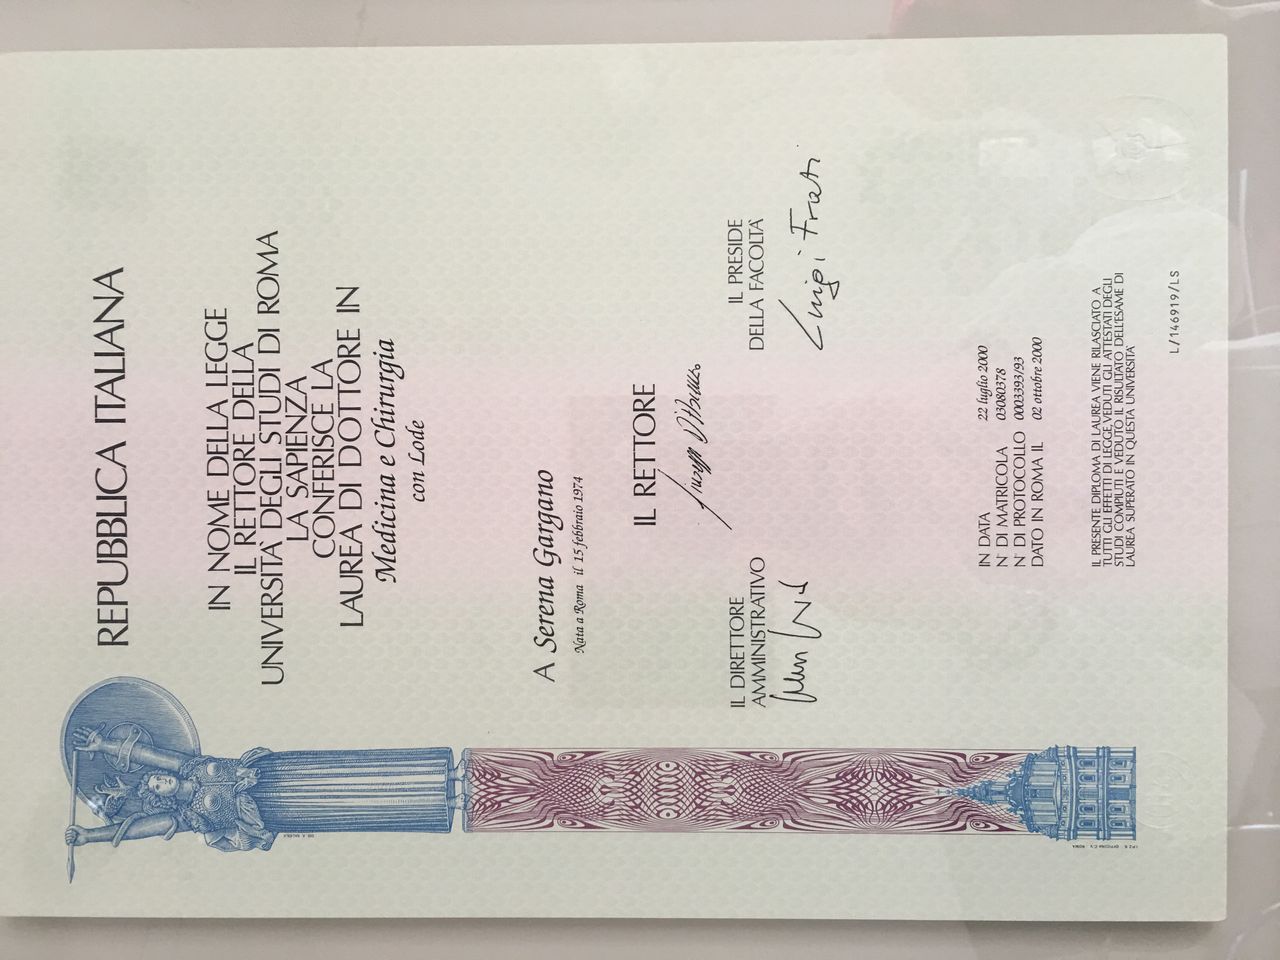 REPUBBLICA ITALIANA
IN NOME DELLA LEGGE
IL RETTORE DELLA
UNIVERSITA' DEGLI STUDI DI ROMA
LA SAPIENZA
CONFERISCE LA
LAUREA DI DOTTORE IN
Medicina e Chirurgia
con Lode
A Serena Gargano
Nata a Roma il 15 febbraio 1974
IL RETTORE
IL DIRETTORE
AMMINISTRATIVO
IL PRESIDE
DELLA FACOLTA'
Luigi Frati
IN DATA 22 luglio 2000
N° DI MATRICOLA 03080378
N° DI PROTOCOLLO 0003393/93
DATO IN ROMA IL 02 ottobre 2000
IL PRESENTE DIPLOMA DI LAUREA VIENE RILASCIATO A
TUTTI GLI EFFETTI DI LEGGE, VEDUTI GLI ATTESTATI DEGLI
STUDI COMPIUTI E VEDUTO IL RISULTATO DELL'ESAME DI
LAUREA SUPERATO IN QUESTA UNIVERSITA'
L/146919/LS